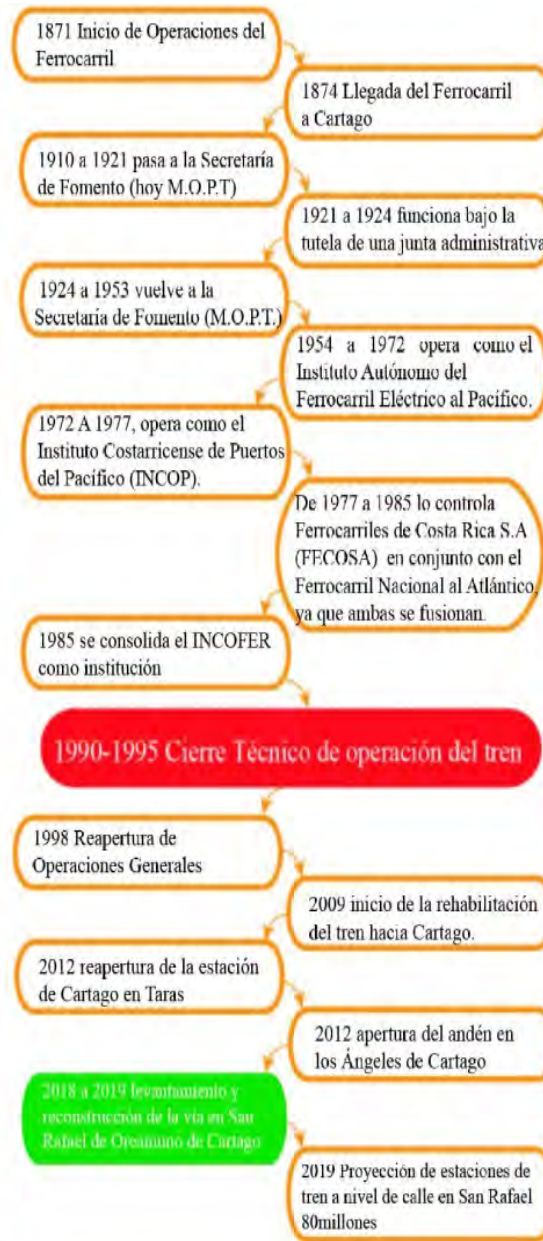 1871 Inicio de Operaciones del
Ferrocarril
1874 Llegada del Ferrocarril
a Cartago
1910 a 1921 pasa a la Secretaría
de Fomento (hoy M.O.P.T)
1921 a 1924 funciona bajo la
tutela de una junta administrativa
1924 a 1953 vuelve a la
Secretaría de Fomento (M.O.P.T.)
1954 a 1972 opera como el
Instituto Autónomo del
Ferrocarril Eléctrico al Pacífico.
1972 A 1977, opera como el
Instituto Costarricense de Puertos
del Pacífico (INCOP).
De 1977 a 1985 lo controla
Ferrocarriles de Costa Rica S.A
(FECOSA) en conjunto con el
Ferrocarril Nacional al Atlántico,
ya que ambas se fusionan.
1985 se consolida el INCOFER
como institución
1990-1995 Cierre Técnico de operación del tren
1998 Reapertura de
Operaciones Generales
2009 inicio de la rehabilitación
del tren hacia Cartago.
2012 reapertura de la estación
de Cartago en Taras
2012 apertura del andén en
los Ángeles de Cartago
2018 a 2019 levantamiento y
reconstrucción de la vía en San
Rafael de Oreamuno de Cartago
2019 Proyección de estaciones de
tren a nivel de calle en San Rafael
80millones